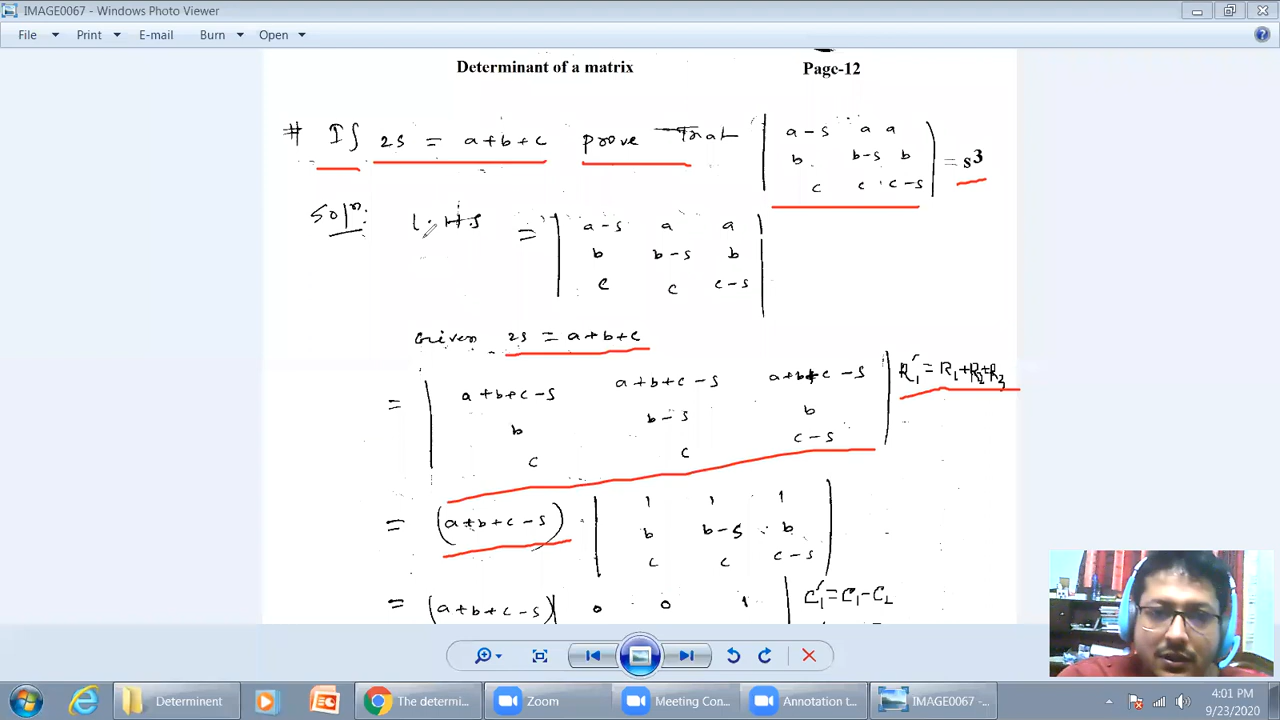 IMAGE0067 - Windows Photo Viewer
File Print E-mail Burn Open
Determinant of a matrix Page-12
# If 2s = a+b+c prove that | a-s a a | = s3
b b-s b
c c c-s
Soln: L.H.S = | a-s a a |
b b-s b
c c c-s
Given 2s = a+b+c
= | a+b+c-s a+b+c-s a+b+c-s | R1' = R1+R2+R3
b b-s b
c c c-s
= (a+b+c-s) | 1 1 1 |
b b-s b
c c c-s
= (a+b+c-s) | 0 0 1 | C1' = C1-C2
Determinent The determi... Zoom Meeting Con... Annotation t... IMAGE0067 -...
4:01 PM
9/23/2020